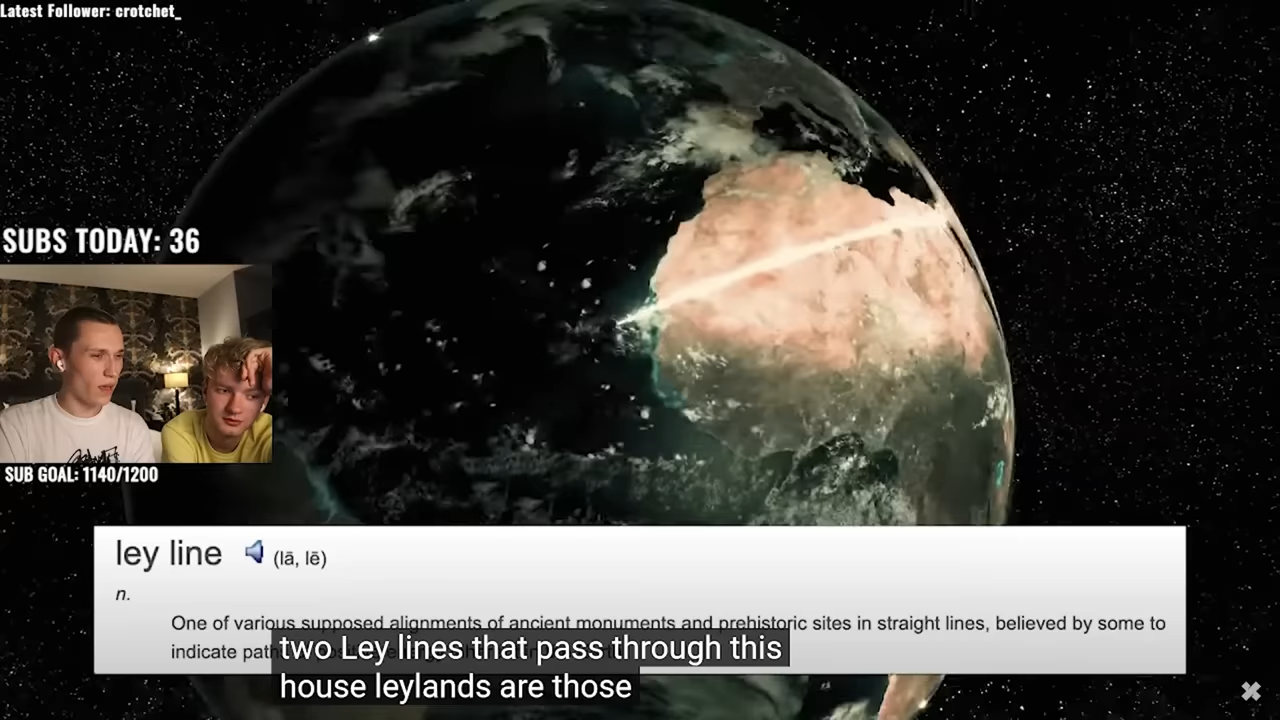 Latest Follower: crotchet_
SUBS TODAY: 36
SUB GOAL: 1140/1200
ley line (lā, lē)
n.
One of various supposed alignments of ancient monuments and prehistoric sites in straight lines, believed by some to
indicate
two Ley lines that pass through this
house leylands are those